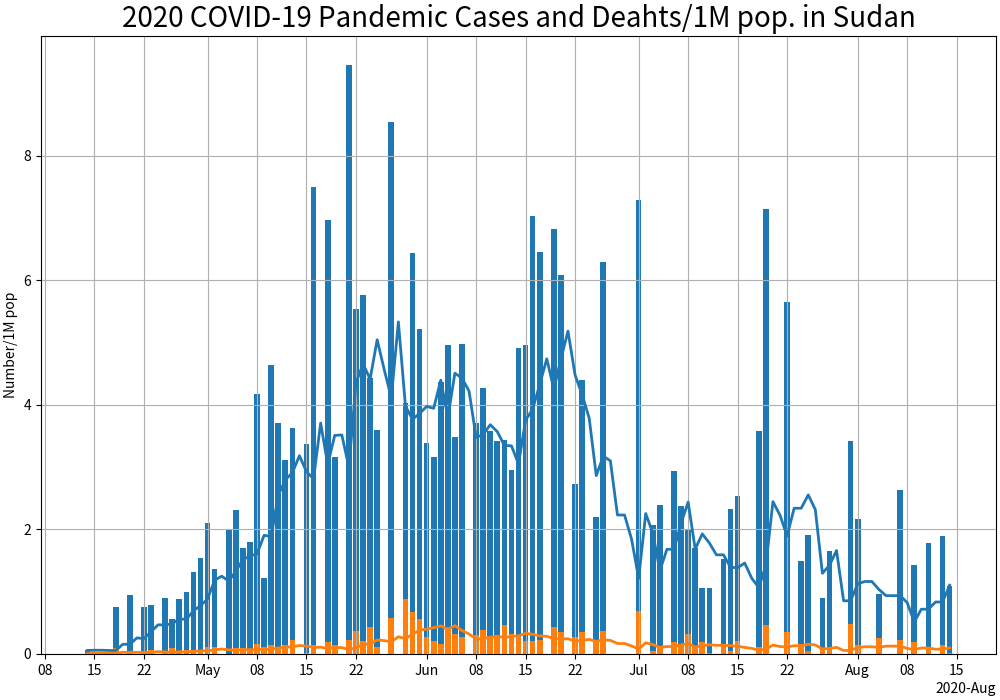 2020 COVID-19 Pandemic Cases and Deahts/1M pop. in Sudan
Number/1M pop
8
6
4
2
0
08 15 22 May 08 15 22 Jun 08 15 22 Jul 08 15 22 Aug 08 15
2020-Aug